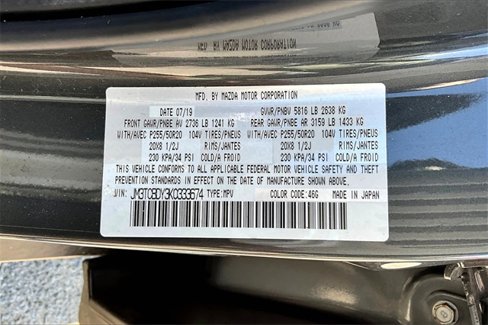 MFD. BY MAZDA MOTOR CORPORATION
DATE 07/19 GVWR/PNBV 5816 LB 2638 KG
FRONT GAWR/PNBE AV 2736 LB 1241 KG REAR GAWR/PNBE AR 3159 LB 1433 KG
WITH/AVEC P255/50R20 104V TIRES/PNEUS WITH/AVEC P255/50R20 104V TIRES/PNEUS
20X8 1/2J RIMS/JANTES 20X8 1/2J RIMS/JANTES
230 KPA/34 PSI COLD/A FROID 230 KPA/34 PSI COLD/A FROID
THIS VEHICLE CONFORMS TO ALL APPLICABLE FEDERAL MOTOR VEHICLE SAFETY AND
THEFT PREVENTION STANDARDS IN EFFECT ON THE DATE OF MANUFACTURE SHOWN ABOVE.
V.I.N.: JM3TCBDY3K0333674 TYPE:MPV COLOR CODE:46G MADE IN JAPAN